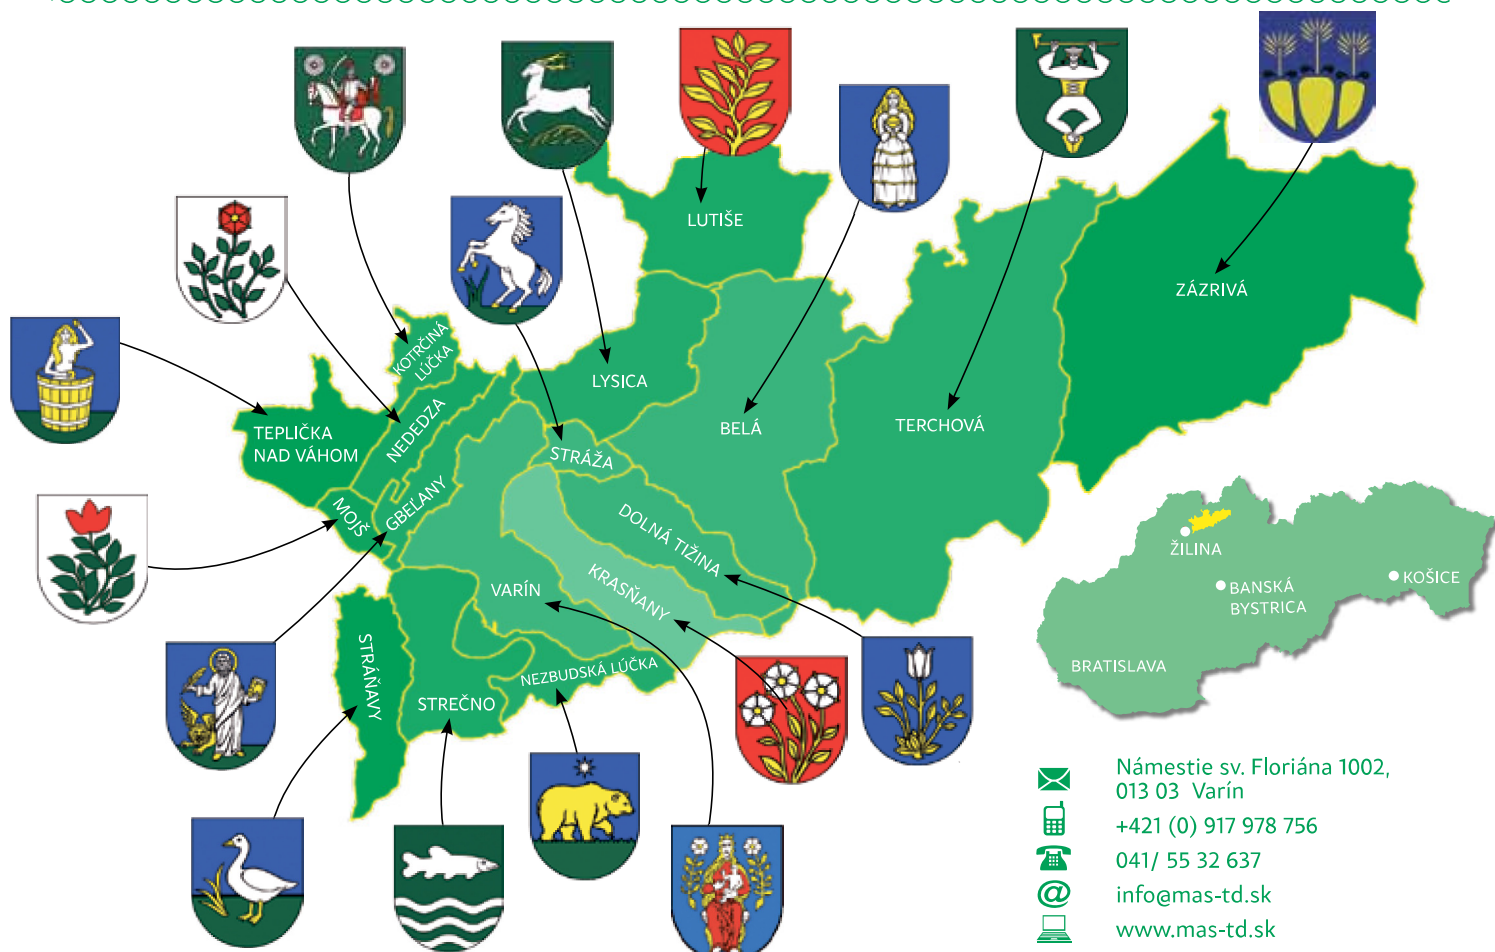 LUTIŠE
ZÁZRIVÁ
KOTRČINÁ
LÚČKA
LYSICA
TERCHOVÁ
BELÁ
NEDEDZA
TEPLIČKA
NAD VÁHOM
STRÁŽA
GBEĽANY
MOJŠ
DOLNÁ TIŽINA
KRASŇANY
VARÍN
STRÁŇAVY
NEZBUDSKÁ LÚČKA
STREČNO
ŽILINA
KOŠICE
BANSKÁ
BYSTRICA
BRATISLAVA
Námestie sv. Floriána 1002,
013 03 Varín
+421 (0) 917 978 756
041/ 55 32 637
@ info@mas-td.sk
www.mas-td.sk